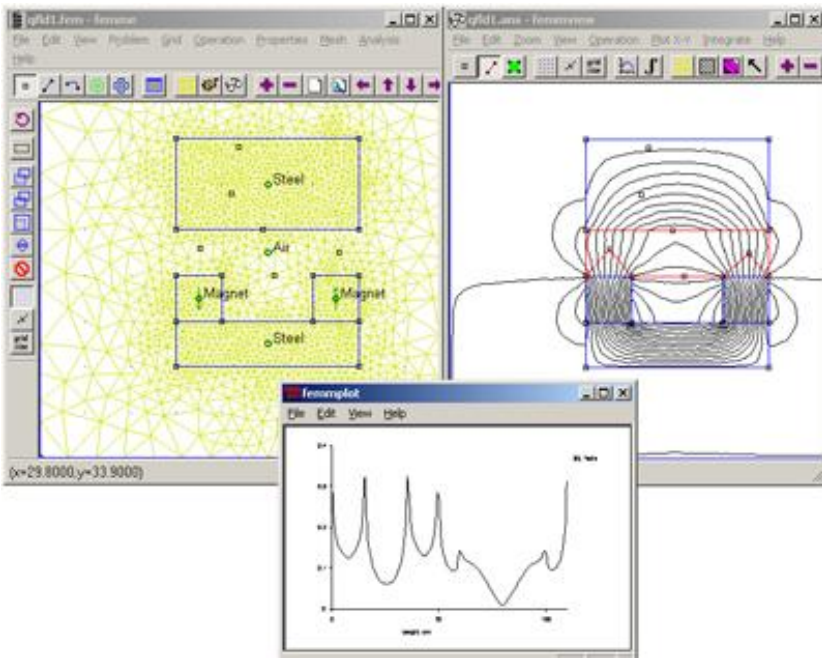 qfld1.fem - femme
File Edit View Problem Grid Operation Properties Mesh Analysis
Help
Steel
Air
Magnet Magnet
Steel
(x=29.8000,y=33.9000)
qfld1.ans - femmview
File Edit Zoom View Operation Plot X-Y Integrate Help
femmplot
File Edit View Help